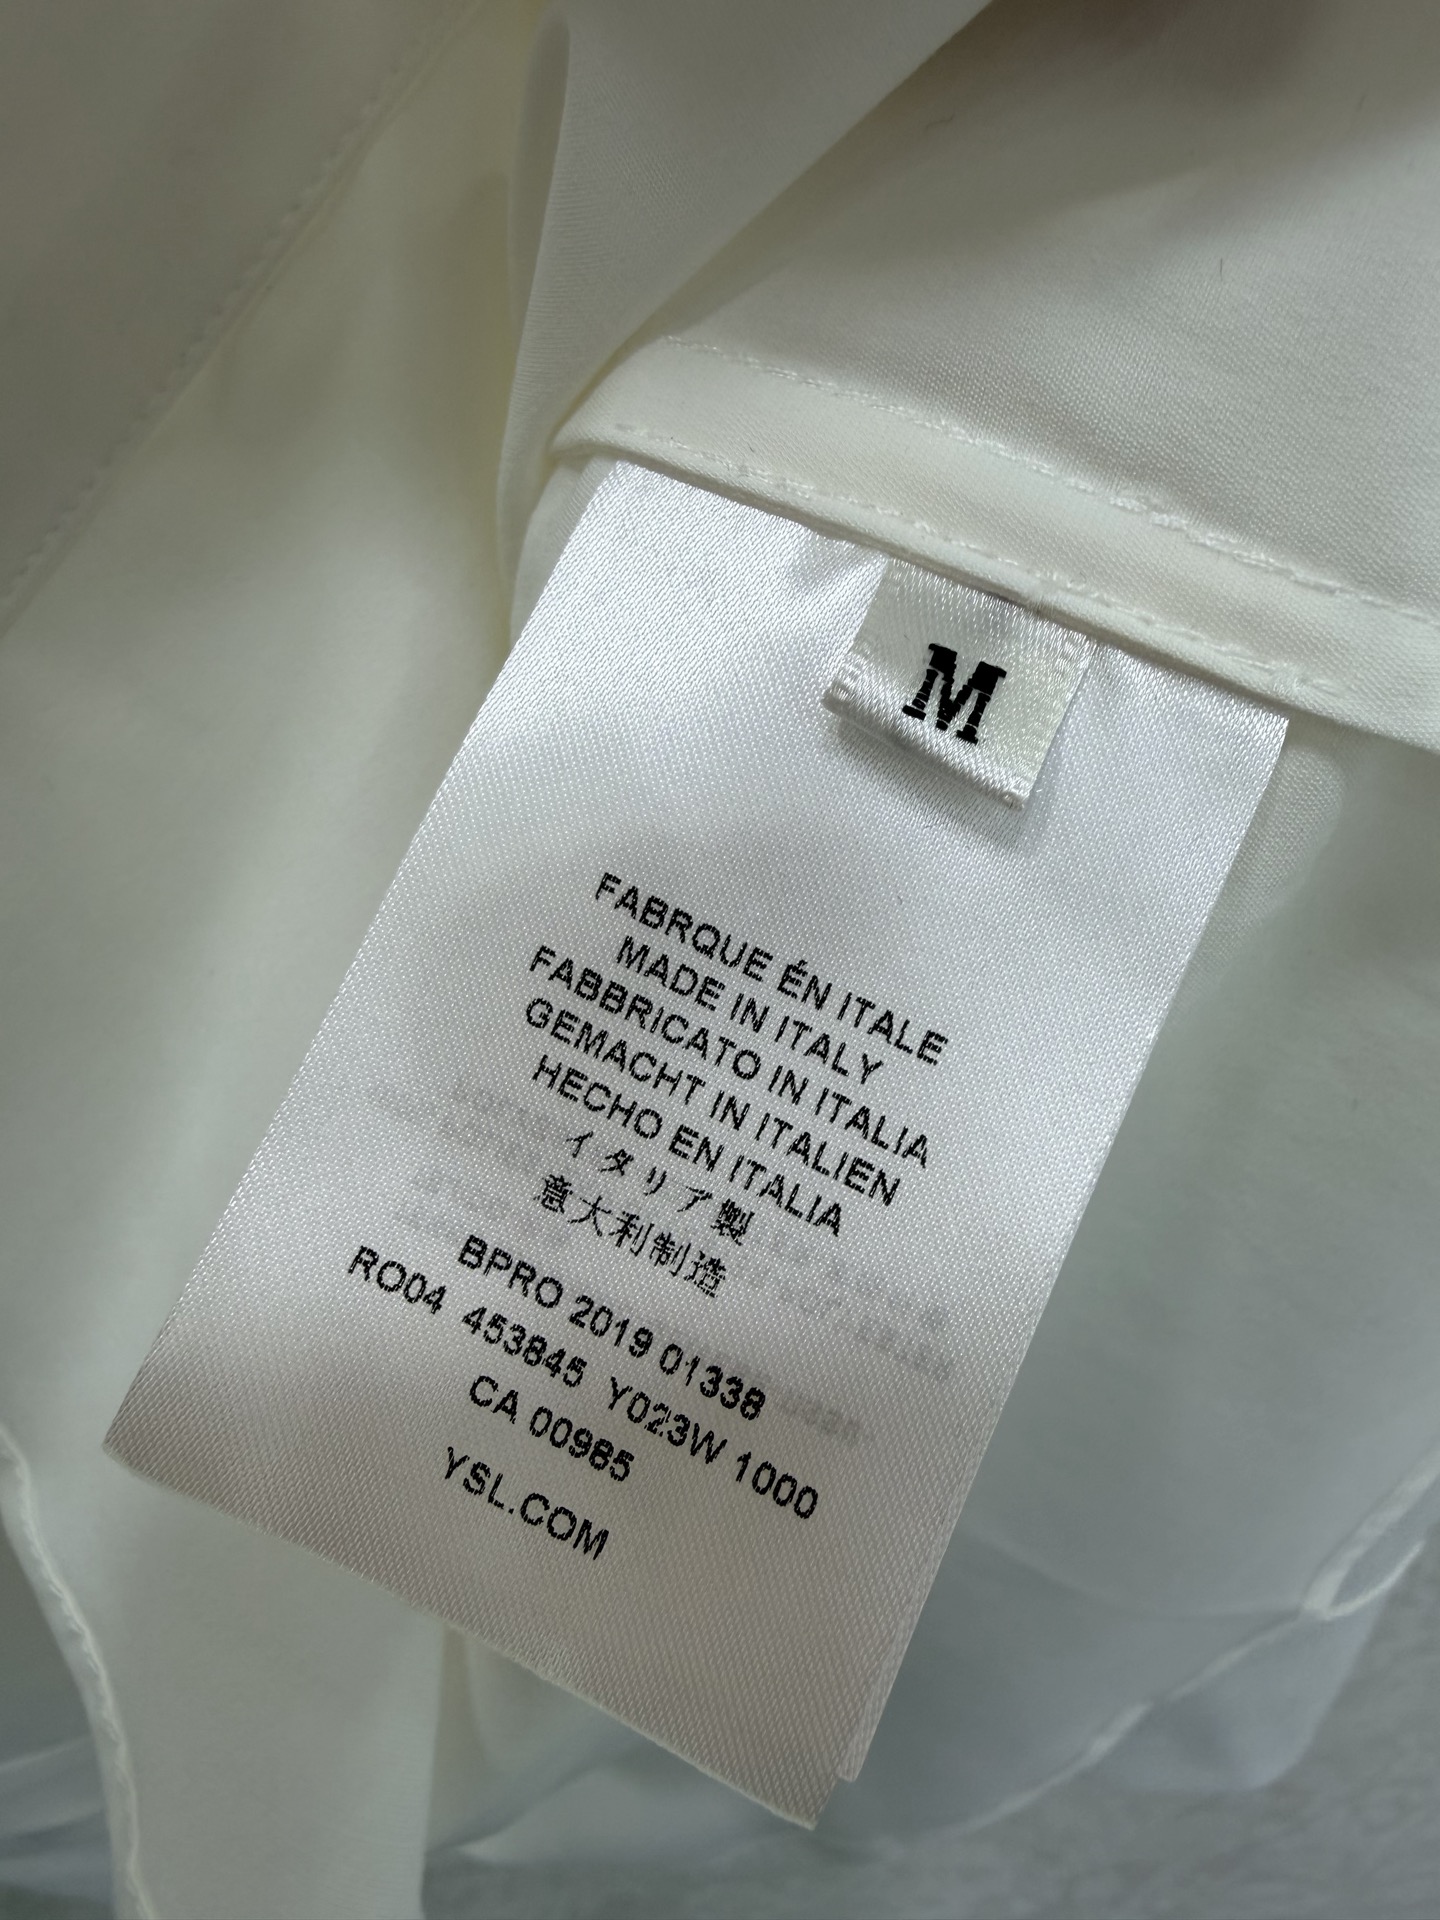 M
FABRQUE ÉN ITALE
MADE IN ITALY
FABBRICATO IN ITALIA
GEMACHT IN ITALIEN
HECHO EN ITALIA
イタリア製
意大利制造
BPRO 2019 01338
RO04 453845 Y023W 1000
CA 00985
YSL.COM